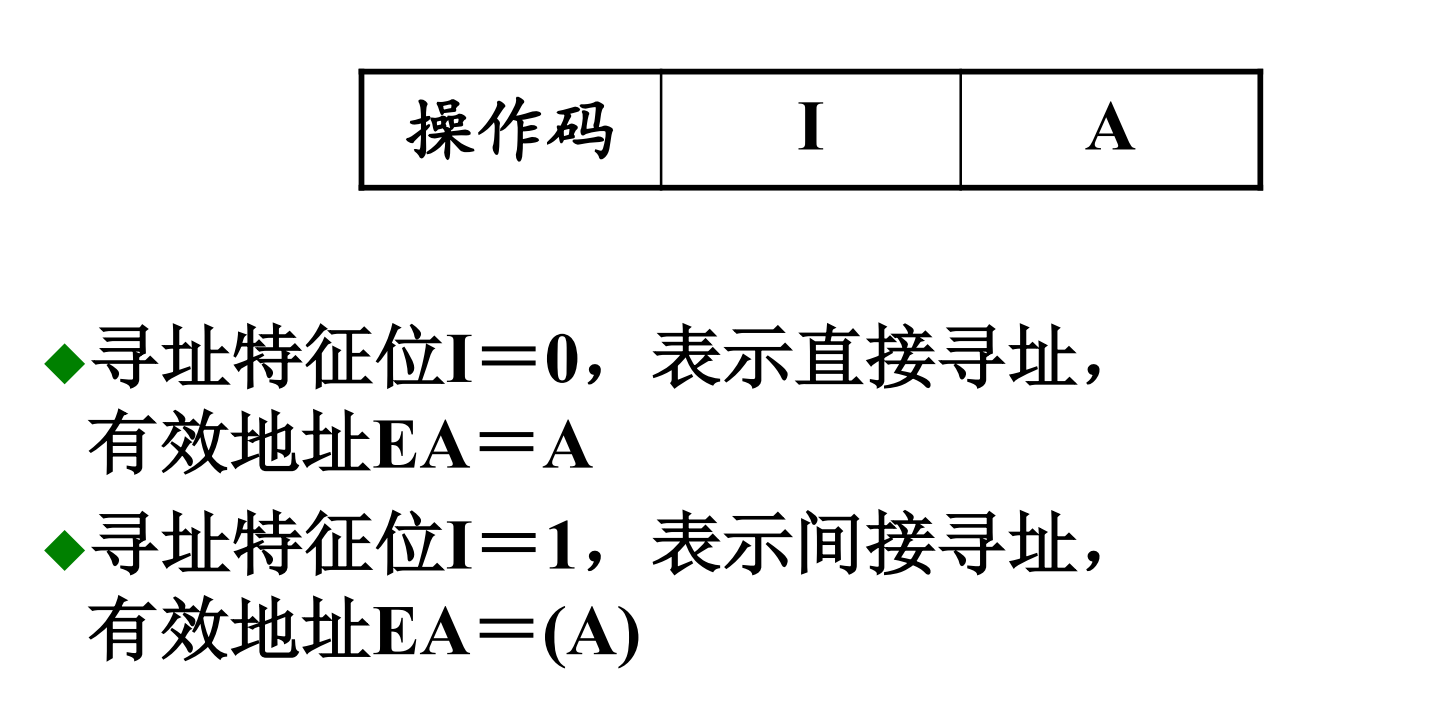 操作码 I A
◆寻址特征位I＝0，表示直接寻址，
有效地址EA＝A
◆寻址特征位I＝1，表示间接寻址，
有效地址EA＝(A)